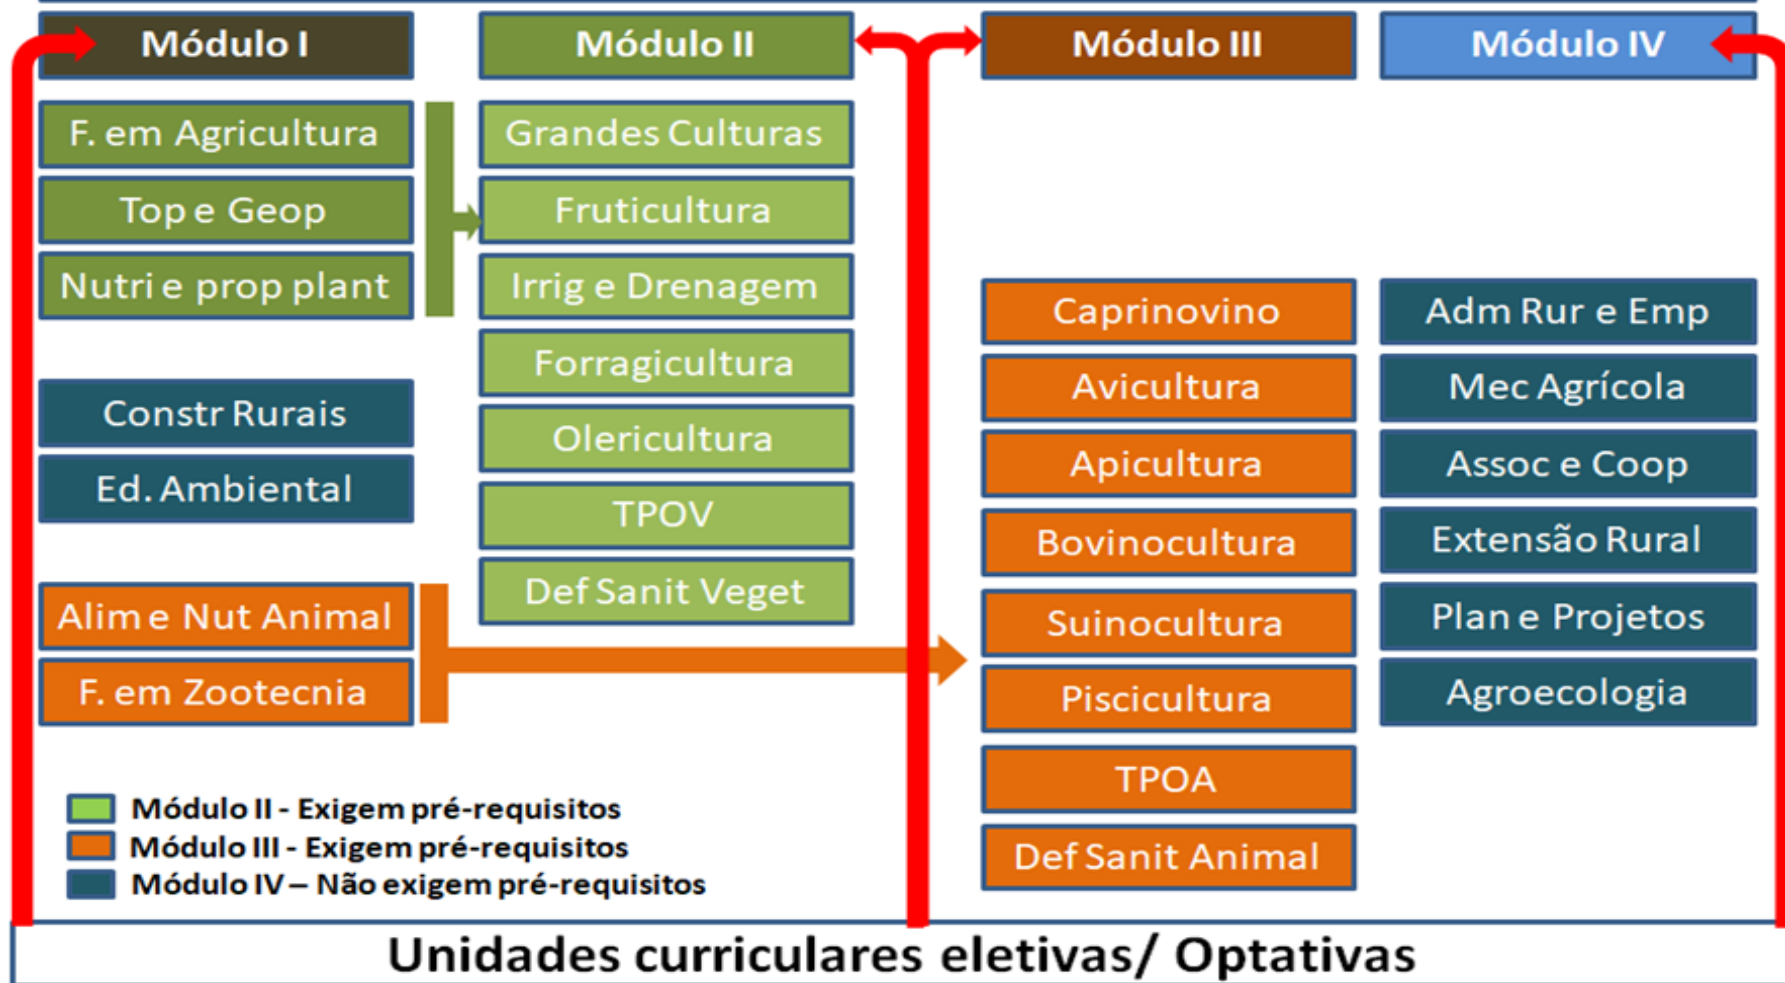 Módulo I
Módulo II
Módulo III
Módulo IV
F. em Agricultura
Top e Geop
Nutri e prop plant
Constr Rurais
Ed. Ambiental
Alim e Nut Animal
F. em Zootecnia
Grandes Culturas
Fruticultura
Irrig e Drenagem
Forragicultura
Olericultura
TPOV
Def Sanit Veget
Caprinovino
Avicultura
Apicultura
Bovinocultura
Suinocultura
Piscicultura
TPOA
Def Sanit Animal
Adm Rur e Emp
Mec Agrícola
Assoc e Coop
Extensão Rural
Plan e Projetos
Agroecologia
Módulo II - Exigem pré-requisitos
Módulo III - Exigem pré-requisitos
Módulo IV – Não exigem pré-requisitos
Unidades curriculares eletivas/ Optativas